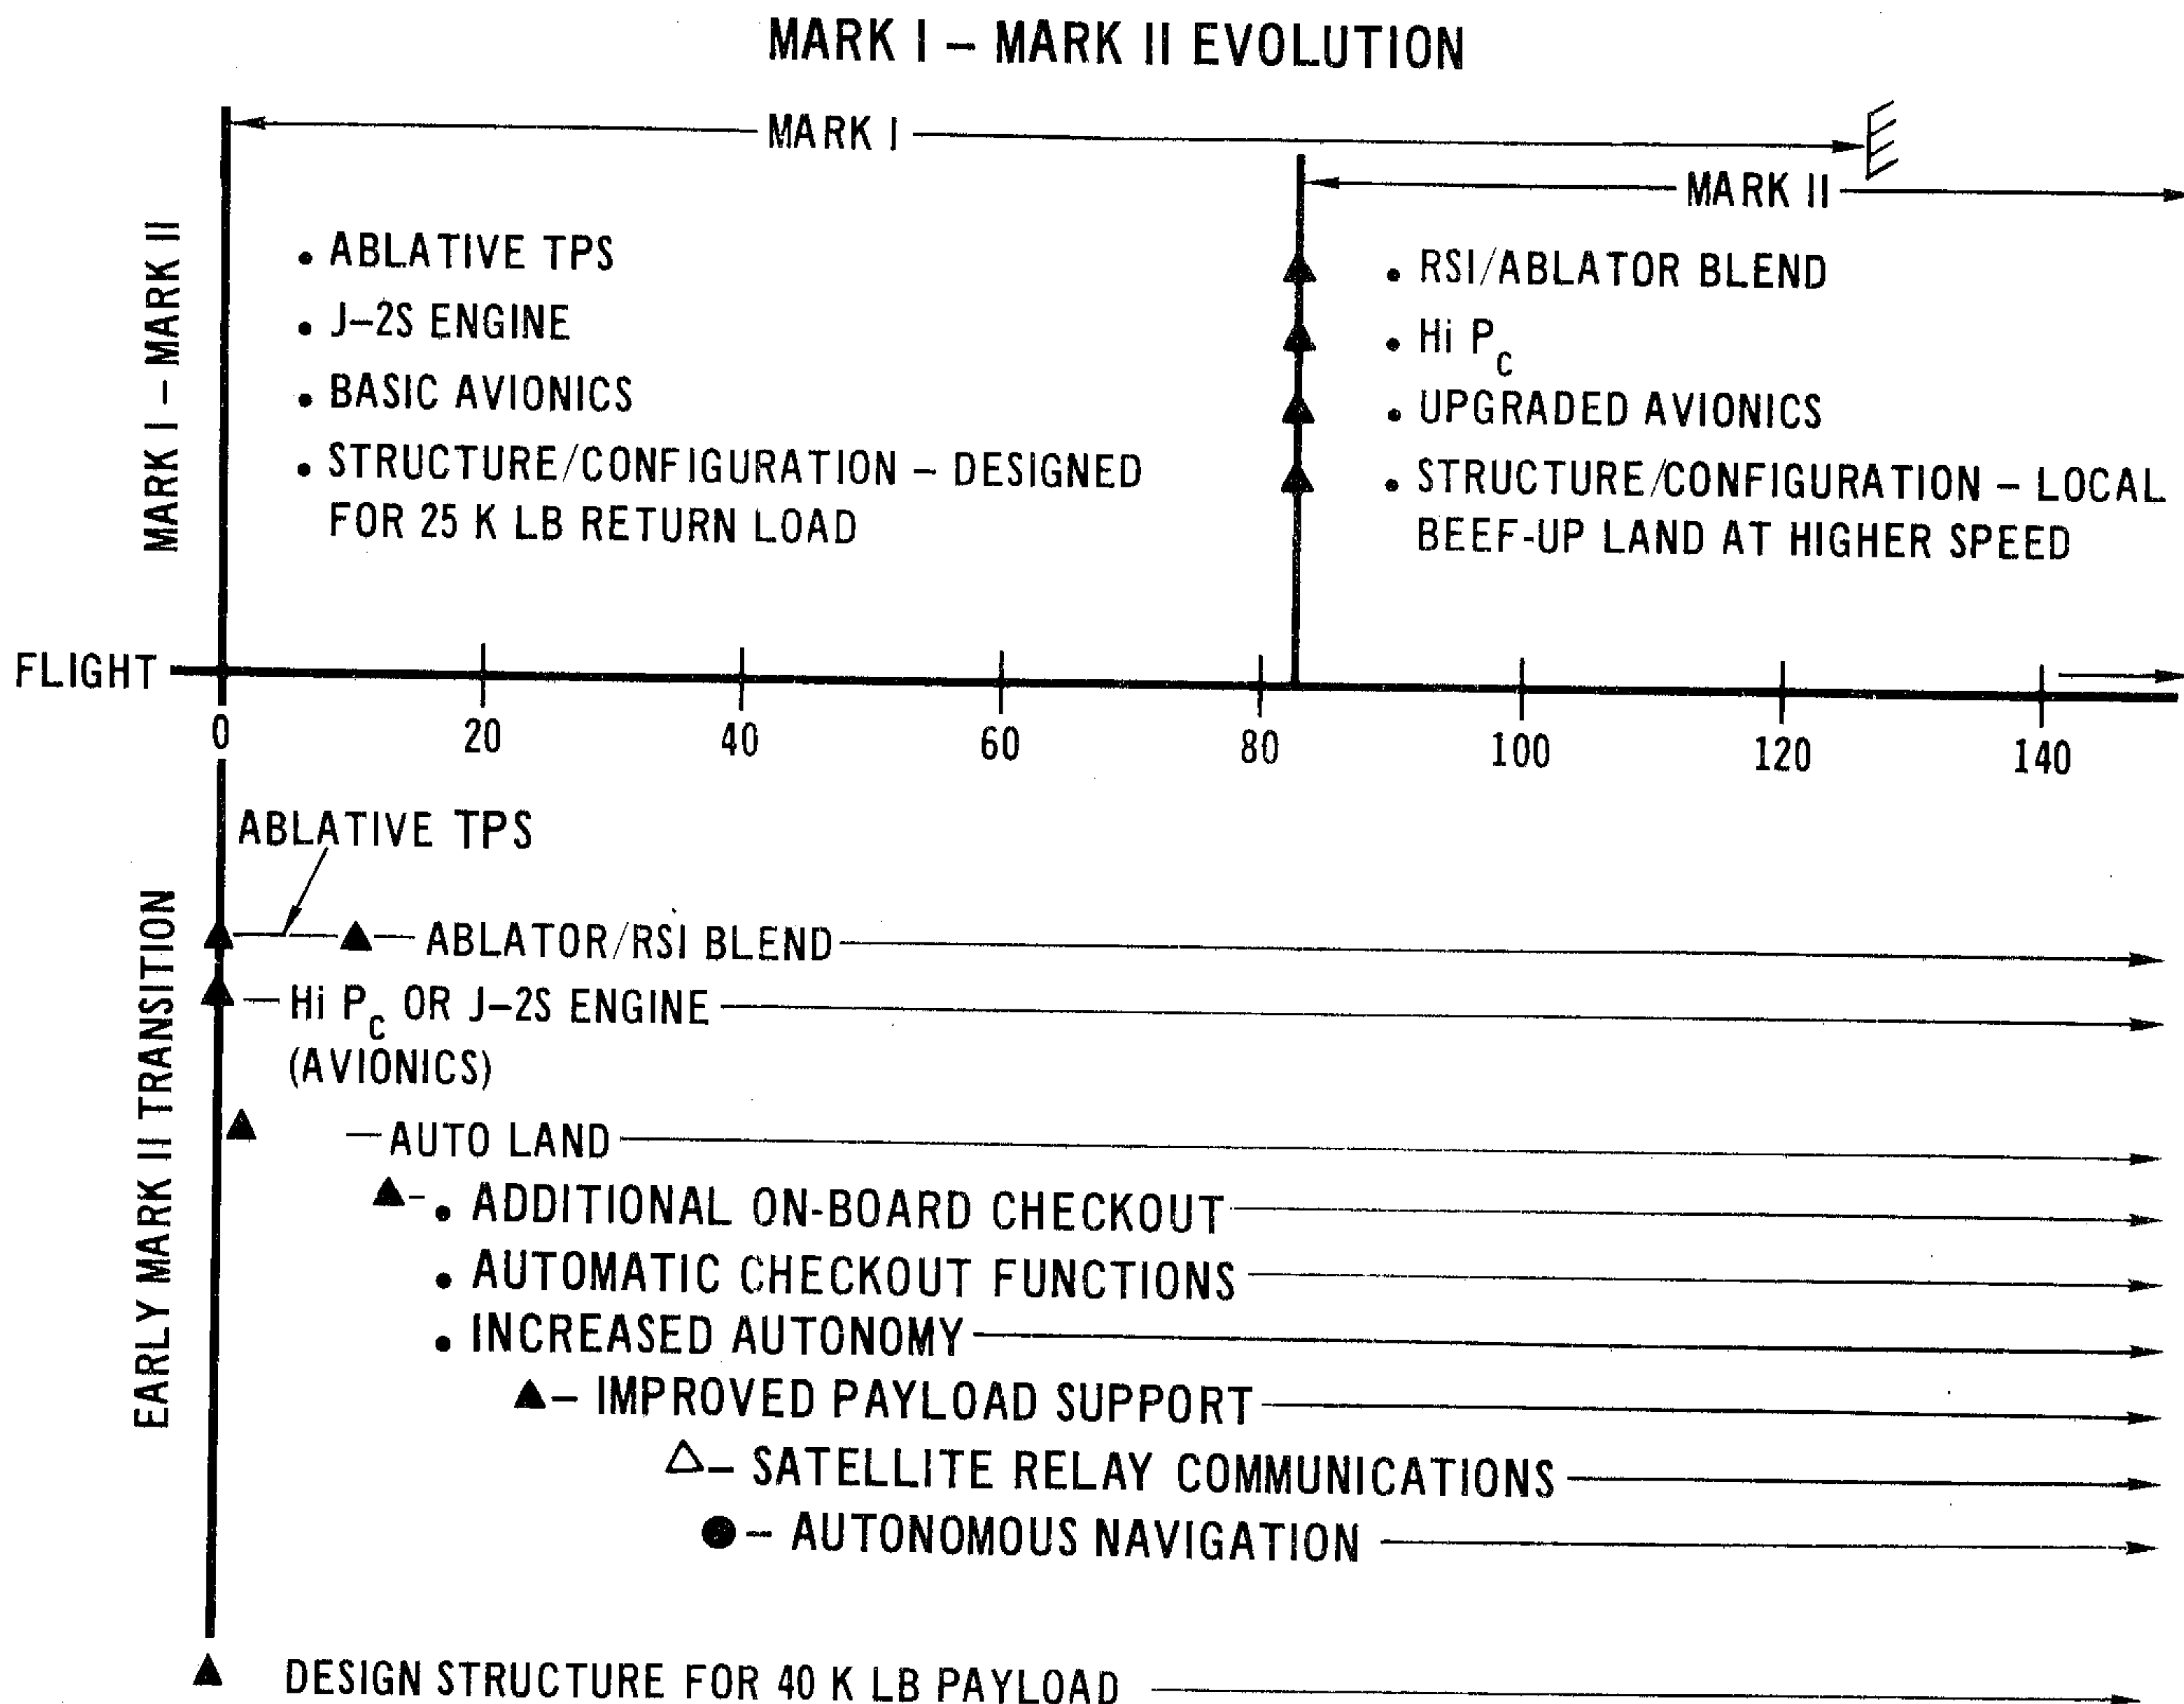 MARK I – MARK II EVOLUTION
MARK I
MARK II
MARK I – MARK II
• ABLATIVE TPS
• J–2S ENGINE
• BASIC AVIONICS
• STRUCTURE/CONFIGURATION – DESIGNED
FOR 25 K LB RETURN LOAD
• RSI/ABLATOR BLEND
• Hi Pc
• UPGRADED AVIONICS
• STRUCTURE/CONFIGURATION – LOCAL
BEEF-UP LAND AT HIGHER SPEED
FLIGHT
0 20 40 60 80 100 120 140
EARLY MARK II TRANSITION
ABLATIVE TPS
ABLATOR/RSI BLEND
Hi Pc OR J–2S ENGINE
(AVIONICS)
AUTO LAND
• ADDITIONAL ON-BOARD CHECKOUT
• AUTOMATIC CHECKOUT FUNCTIONS
• INCREASED AUTONOMY
IMPROVED PAYLOAD SUPPORT
SATELLITE RELAY COMMUNICATIONS
AUTONOMOUS NAVIGATION
DESIGN STRUCTURE FOR 40 K LB PAYLOAD